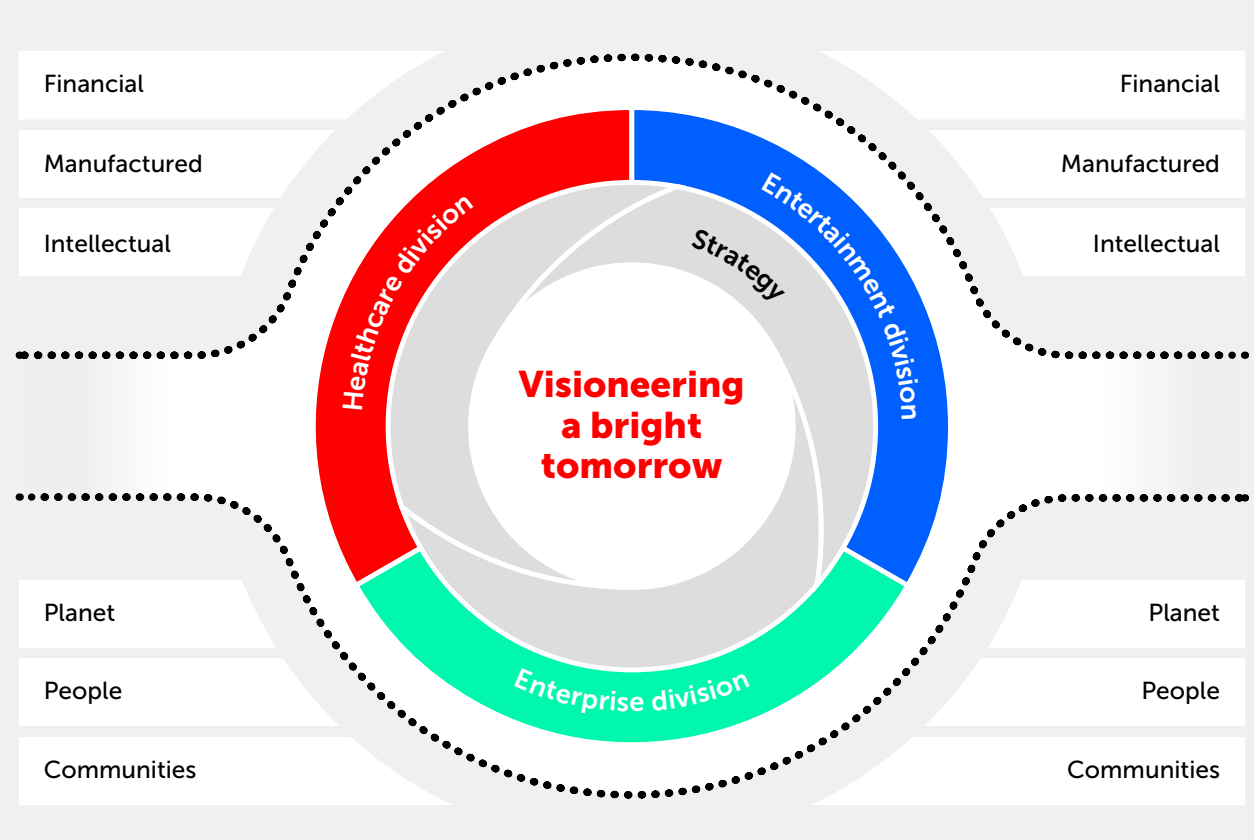 Financial
Manufactured
Intellectual
Planet
People
Communities
Healthcare division
Entertainment division
Enterprise division
Strategy
Visioneering
a bright
tomorrow
Financial
Manufactured
Intellectual
Planet
People
Communities